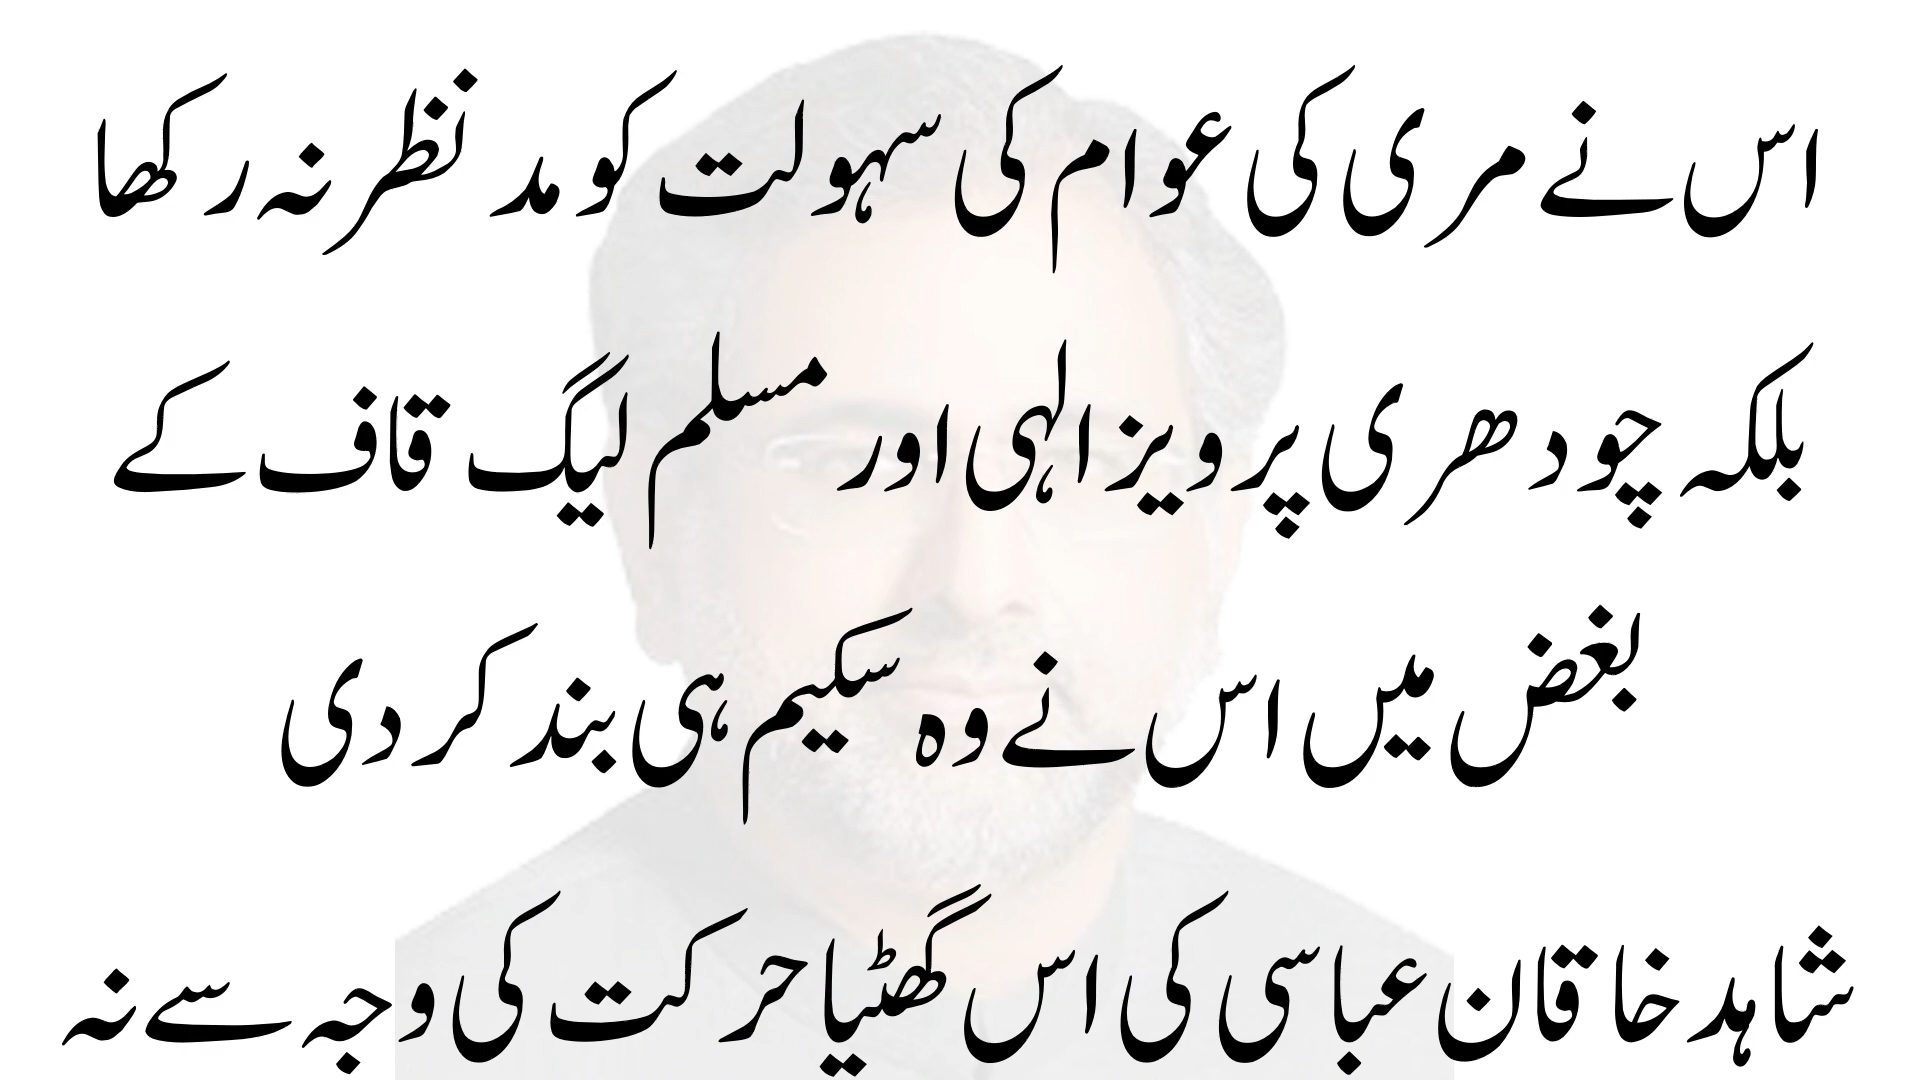 اس نے مری کی عوام کی سہولت کو مد نظر نہ رکھا
بلکہ چودھری پرویز الہی اور مسلم لیگ قاف کے
بغض میں اس نے وہ سکیم ہی بند کر دی
شاہد خاقان عباسی کی اس گھٹیا حرکت کی وجہ سے نہ